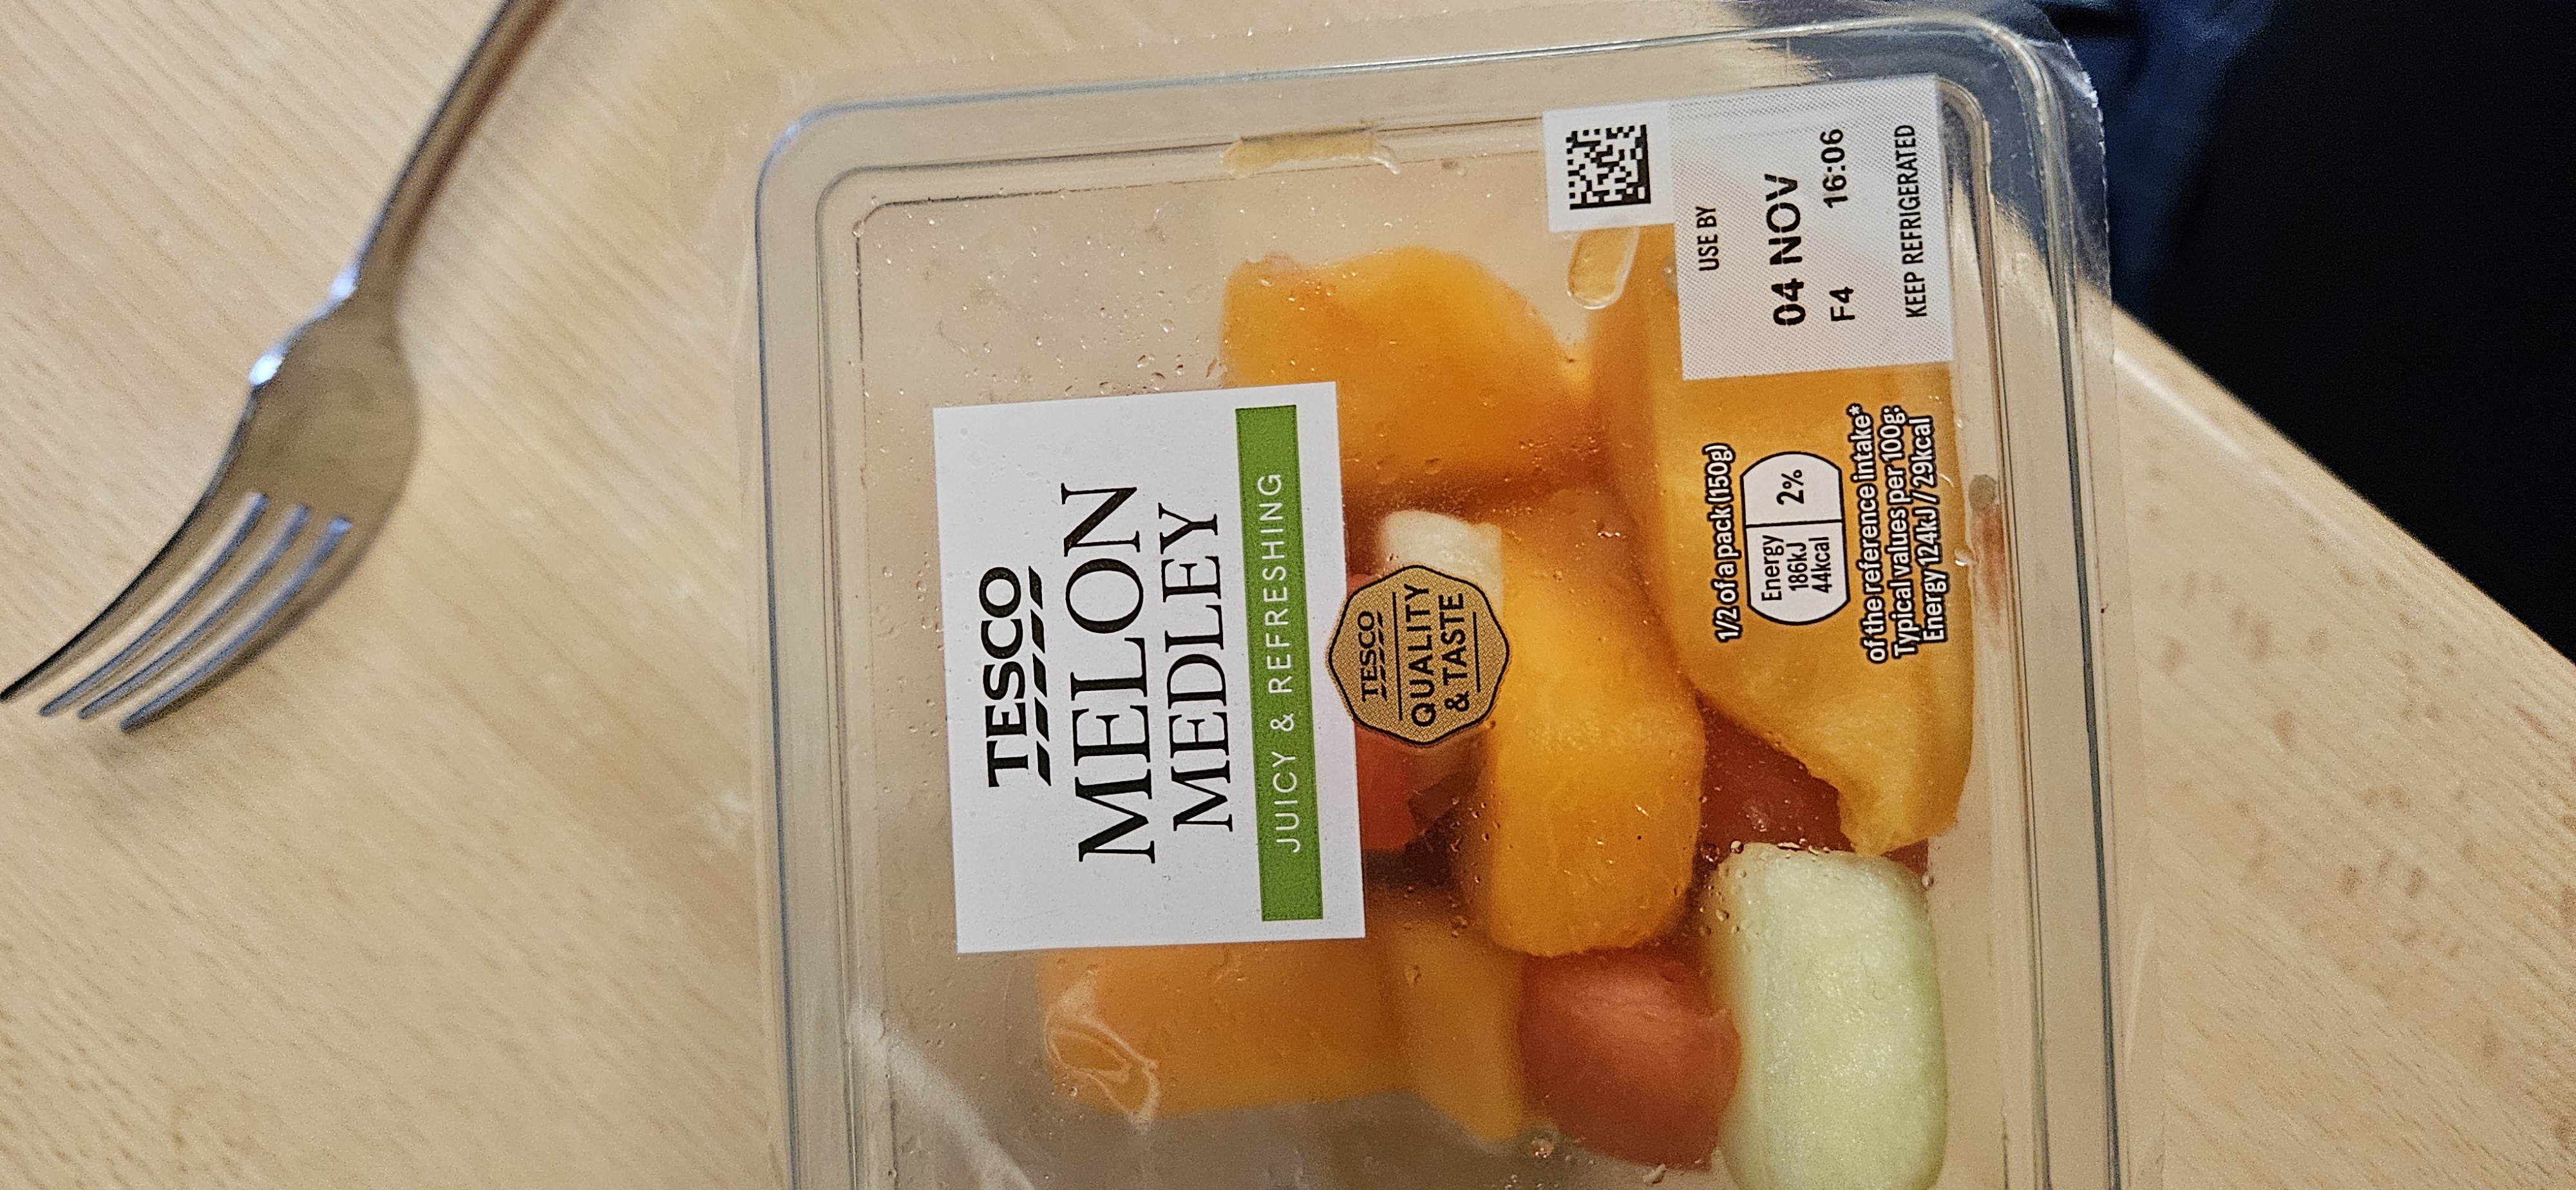 TESCO
MELON
MEDLEY
JUICY & REFRESHING
TESCO
QUALITY
& TASTE
USE BY
04 NOV
F4 16:06
KEEP REFRIGERATED
1/2 of a pack (150g)
Energy
186kJ
44kcal
2%
of the reference intake*
Typical values per 100g:
Energy 124kJ / 29kcal